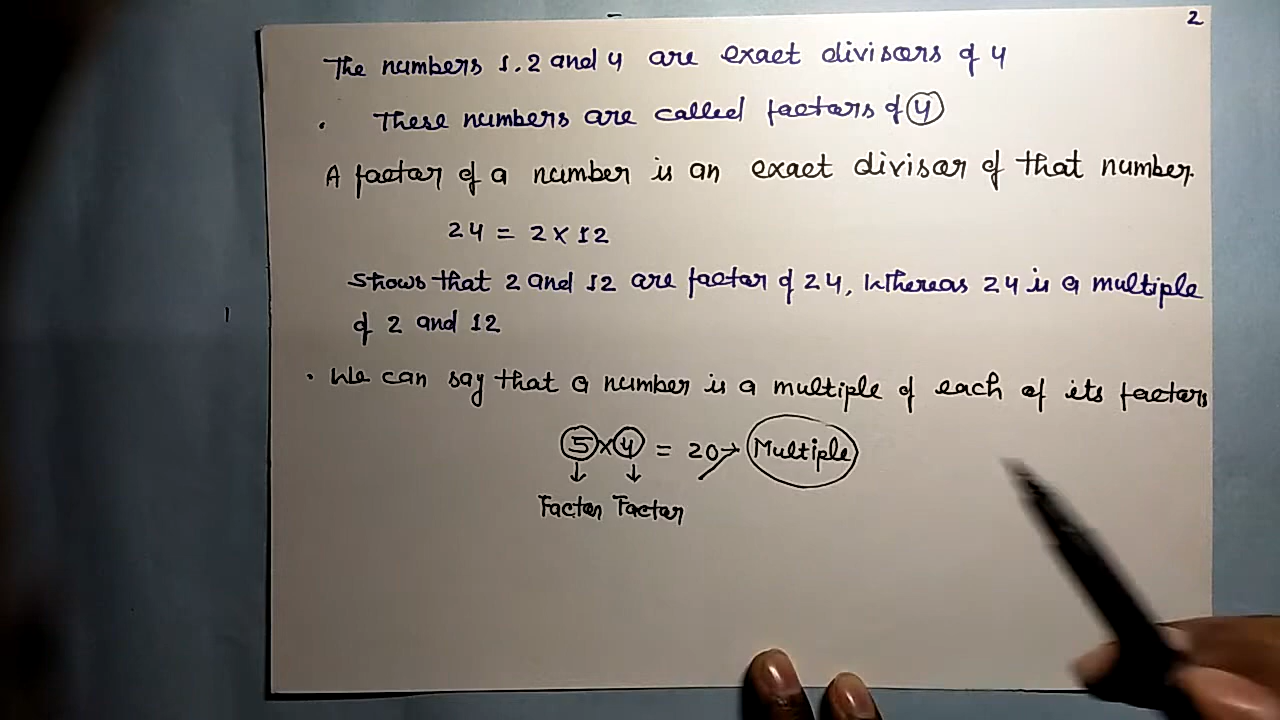 2
The numbers 1, 2 and 4 are exact divisors of 4
. These numbers are called factors of 4
A factor of a number is an exact divisor of that number.
24 = 2 x 12
Shows that 2 and 12 are factor of 24, Whereas 24 is a multiple
of 2 and 12
. We can say that a number is a multiple of each of its factors
5 x 4 = 20 → Multiple
↓ ↓
Factor Factor